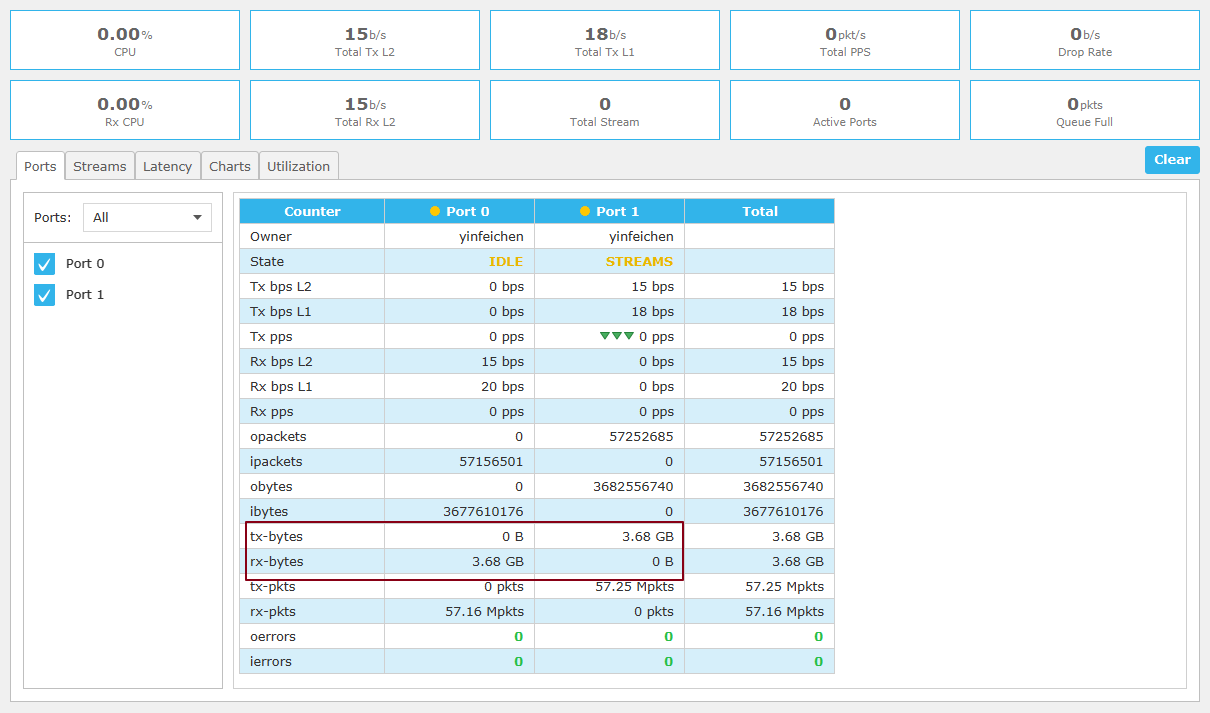 0.00% 15b/s 18b/s 0pkt/s 0b/s
CPU Total Tx L2 Total Tx L1 Total PPS Drop Rate
0.00% 15b/s 0 0 0pkts
Rx CPU Total Rx L2 Total Stream Active Ports Queue Full
Ports Streams Latency Charts Utilization Clear
Ports: All
Port 0
Port 1
Counter Port 0 Port 1 Total
Owner yinfeichen yinfeichen
State IDLE STREAMS
Tx bps L2 0 bps 15 bps 15 bps
Tx bps L1 0 bps 18 bps 18 bps
Tx pps 0 pps 0 pps 0 pps
Rx bps L2 15 bps 0 bps 15 bps
Rx bps L1 20 bps 0 bps 20 bps
Rx pps 0 pps 0 pps 0 pps
opackets 0 57252685 57252685
ipackets 57156501 0 57156501
obytes 0 3682556740 3682556740
ibytes 3677610176 0 3677610176
tx-bytes 0 B 3.68 GB 3.68 GB
rx-bytes 3.68 GB 0 B 3.68 GB
tx-pkts 0 pkts 57.25 Mpkts 57.25 Mpkts
rx-pkts 57.16 Mpkts 0 pkts 57.16 Mpkts
oerrors 0 0 0
ierrors 0 0 0